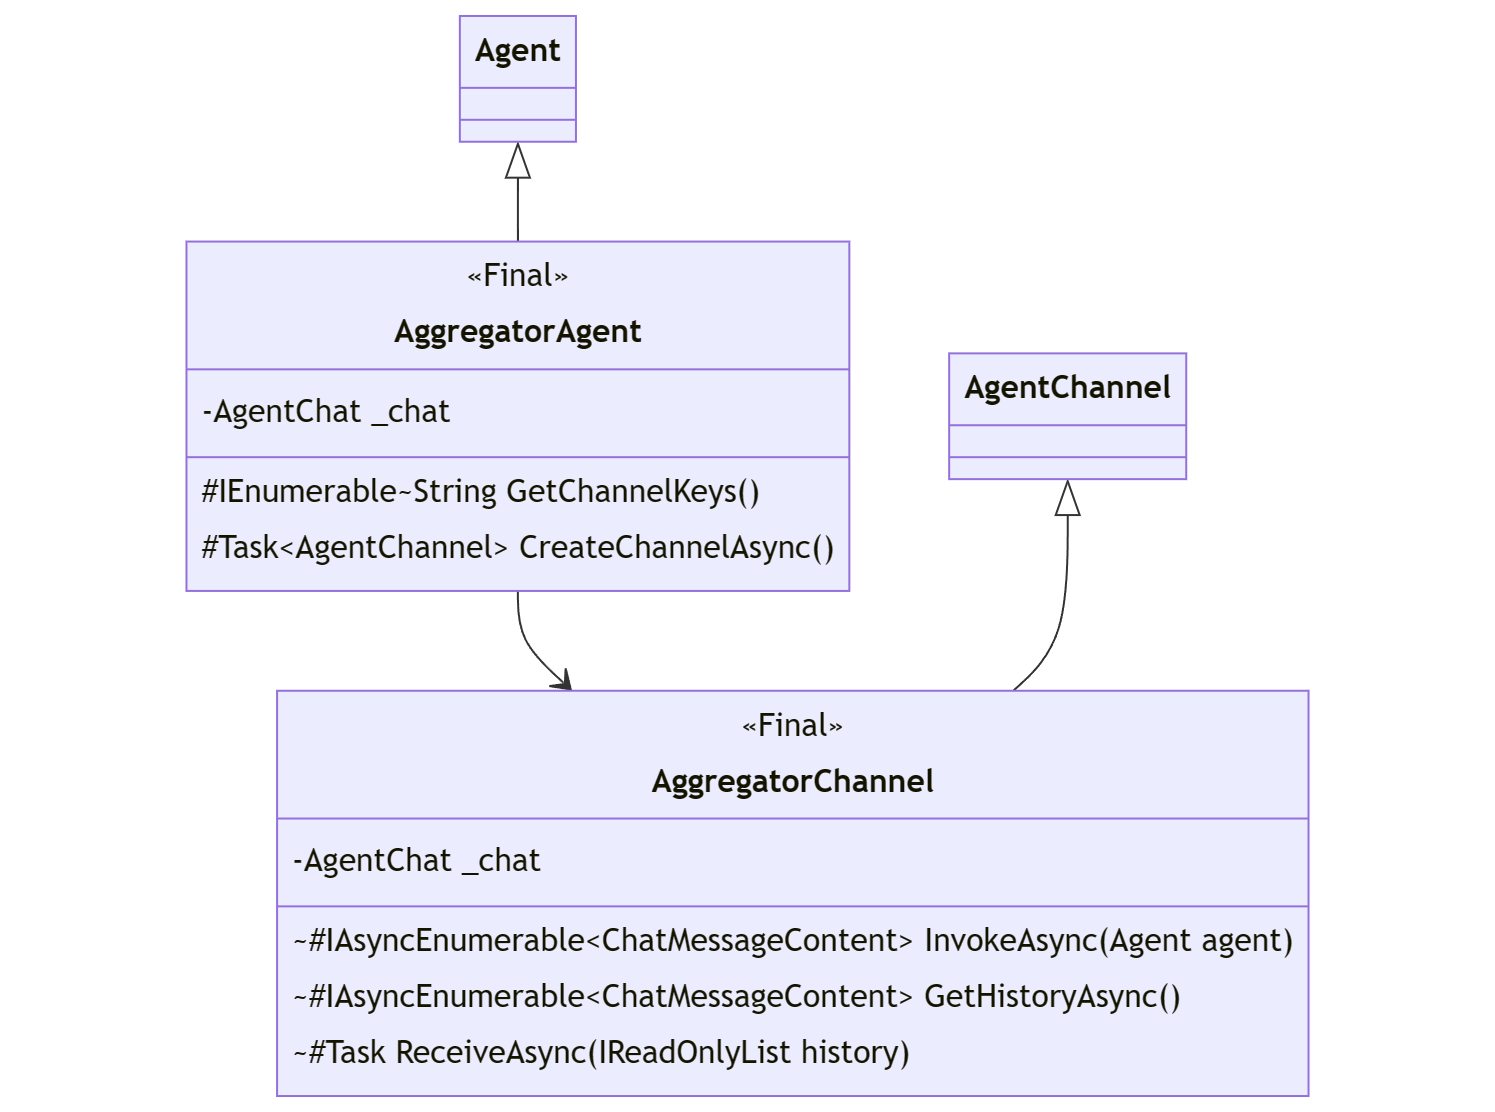 Agent
«Final»
AggregatorAgent
-AgentChat _chat
#IEnumerable~String GetChannelKeys()
#Task<AgentChannel> CreateChannelAsync()
AgentChannel
«Final»
AggregatorChannel
-AgentChat _chat
~#IAsyncEnumerable<ChatMessageContent> InvokeAsync(Agent agent)
~#IAsyncEnumerable<ChatMessageContent> GetHistoryAsync()
~#Task ReceiveAsync(IReadOnlyList history)